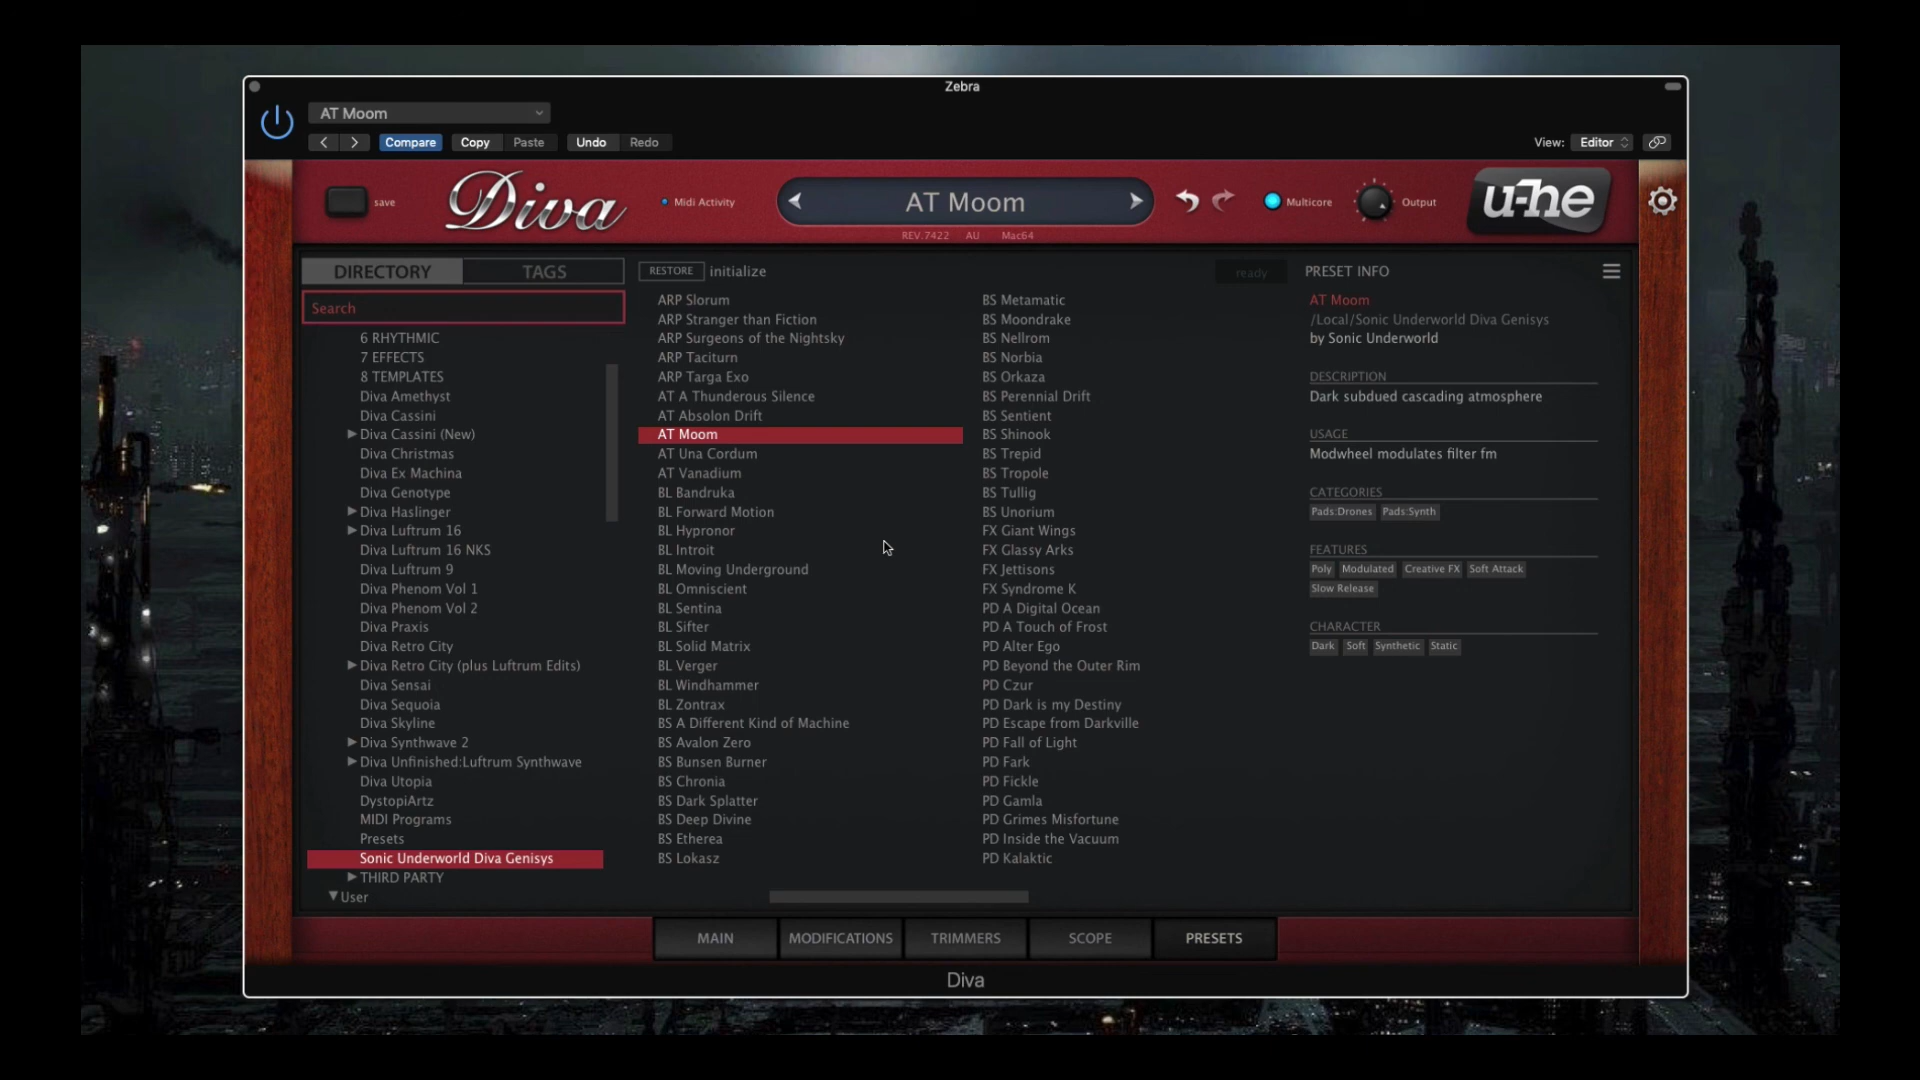 Zebra
AT Moom
Compare Copy Paste Undo Redo
View: Editor
save
Diva
Midi Activity
AT Moom
Multicore
Output
u-he
REV.7422 AU Mac64
DIRECTORY TAGS
Search
6 RHYTHMIC
7 EFFECTS
8 TEMPLATES
Diva Amethyst
Diva Cassini
Diva Cassini (New)
Diva Christmas
Diva Ex Machina
Diva Genotype
Diva Haslinger
Diva Luftrum 16
Diva Luftrum 16 NKS
Diva Luftrum 9
Diva Phenom Vol 1
Diva Phenom Vol 2
Diva Praxis
Diva Retro City
Diva Retro City (plus Luftrum Edits)
Diva Sensai
Diva Sequoia
Diva Skyline
Diva Synthwave 2
Diva Unfinished:Luftrum Synthwave
Diva Utopia
DystopiArtz
MIDI Programs
Presets
Sonic Underworld Diva Genisys
THIRD PARTY
User
RESTORE initialize
ready
ARP Slorum
ARP Stranger than Fiction
ARP Surgeons of the Nightsky
ARP Taciturn
ARP Targa Exo
AT A Thunderous Silence
AT Absolon Drift
AT Moom
AT Una Cordum
AT Vanadium
BL Bandruka
BL Forward Motion
BL Hypronor
BL Introit
BL Moving Underground
BL Omniscient
BL Sentina
BL Sifter
BL Solid Matrix
BL Verger
BL Windhammer
BL Zontrax
BS A Different Kind of Machine
BS Avalon Zero
BS Bunsen Burner
BS Chronia
BS Dark Splatter
BS Deep Divine
BS Etherea
BS Lokasz
BS Metamatic
BS Moondrake
BS Nellrom
BS Norbia
BS Orkaza
BS Perennial Drift
BS Sentient
BS Shinook
BS Trepid
BS Tropole
BS Tullig
BS Unorium
FX Giant Wings
FX Glassy Arks
FX Jettisons
FX Syndrome K
PD A Digital Ocean
PD A Touch of Frost
PD Alter Ego
PD Beyond the Outer Rim
PD Czur
PD Dark is my Destiny
PD Escape from Darkville
PD Fall of Light
PD Fark
PD Fickle
PD Gamla
PD Grimes Misfortune
PD Inside the Vacuum
PD Kalaktic
PRESET INFO
AT Moom
/Local/Sonic Underworld Diva Genisys
by Sonic Underworld
DESCRIPTION
Dark subdued cascading atmosphere
USAGE
Modwheel modulates filter fm
CATEGORIES
Pads:Drones Pads:Synth
FEATURES
Poly Modulated Creative FX Soft Attack
Slow Release
CHARACTER
Dark Soft Synthetic Static
MAIN MODIFICATIONS TRIMMERS SCOPE PRESETS
Diva